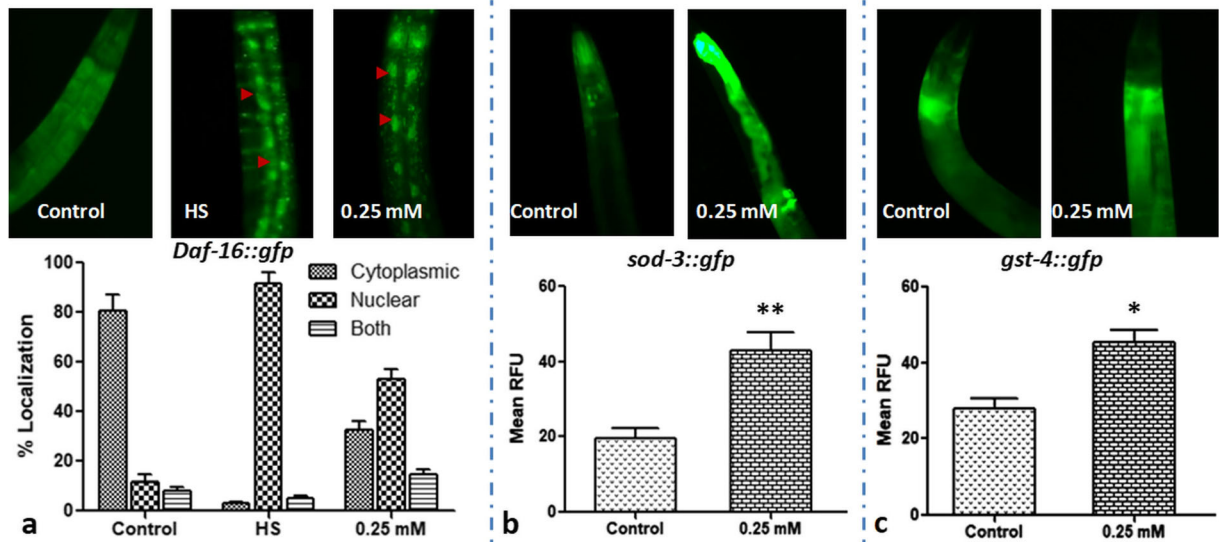 Control
HS
0.25 mM
Daf-16::gfp
% Localization
100
80
60
40
20
0
Cytoplasmic
Nuclear
Both
Control
HS
0.25 mM
a
Control
0.25 mM
sod-3::gfp
Mean RFU
60
40
20
0
**
Control
0.25 mM
b
Control
0.25 mM
gst-4::gfp
Mean RFU
60
40
20
0
*
Control
0.25 mM
c